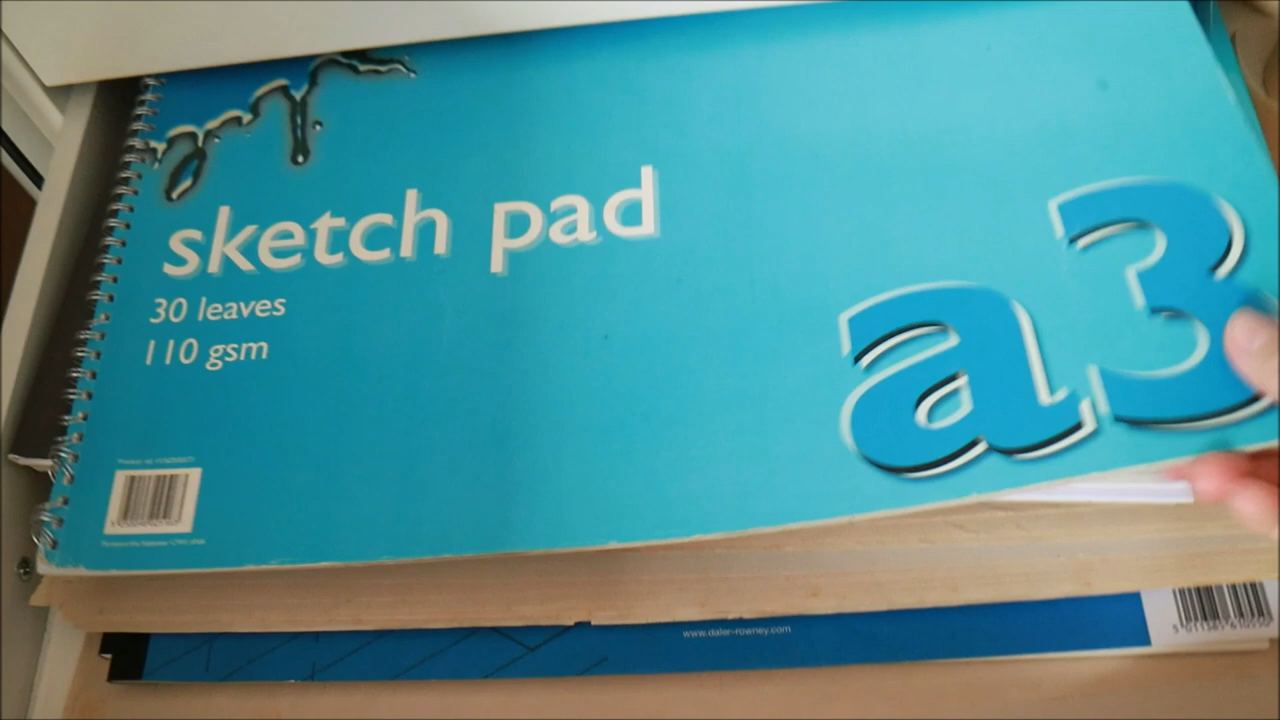 sketch pad
30 leaves
110 gsm
a3
www.daler-rowney.com